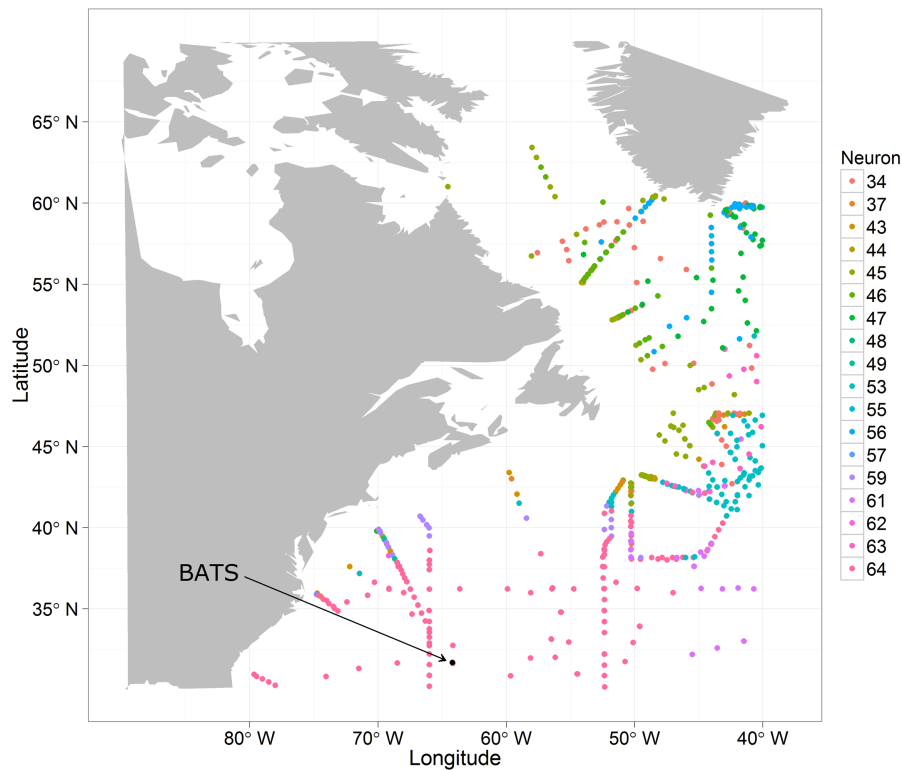 65° N
60° N
55° N
50° N
45° N
40° N
35° N
Latitude
BATS
80° W
70° W
60° W
50° W
40° W
Longitude
Neuron
34
37
43
44
45
46
47
48
49
53
55
56
57
59
61
62
63
64